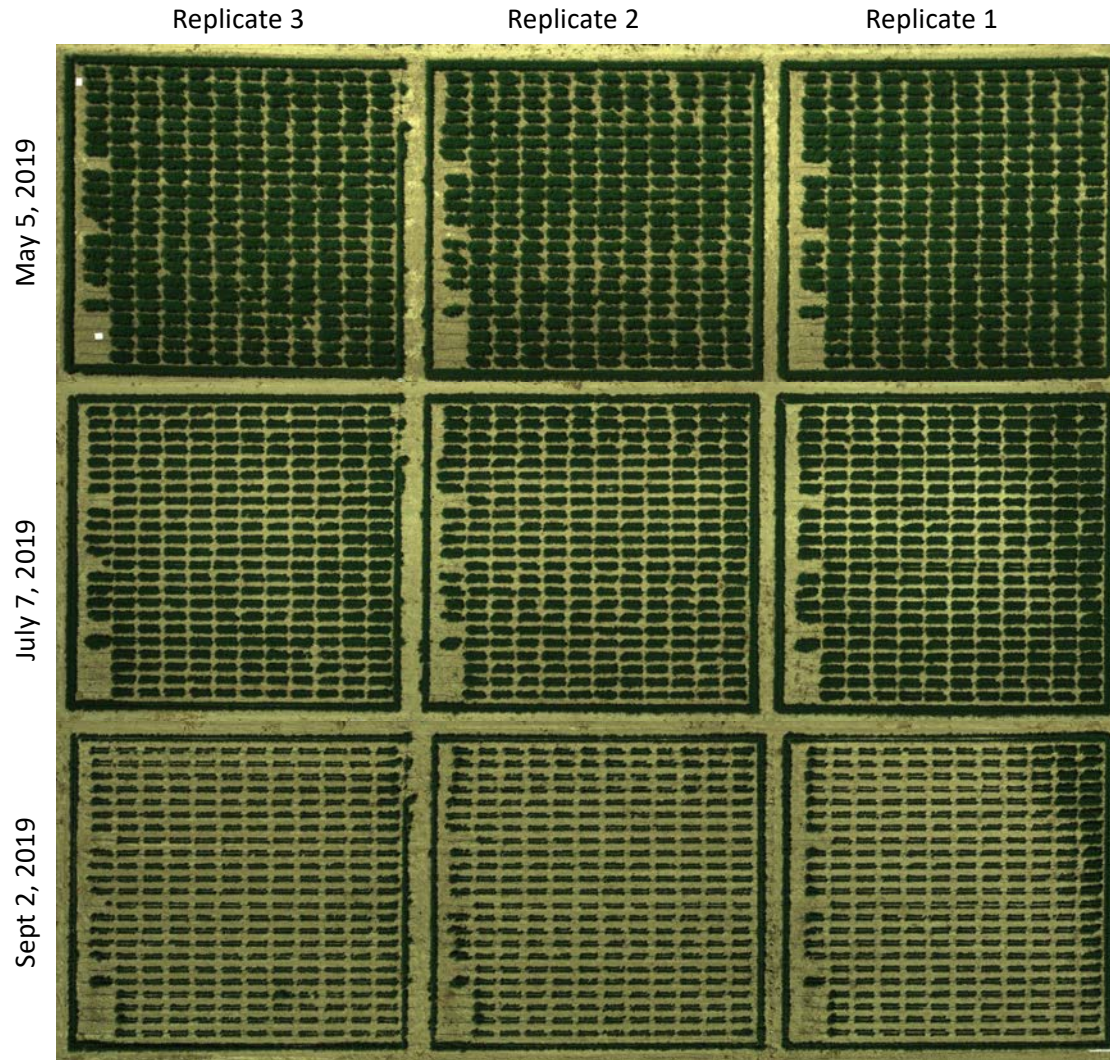 Replicate 3
Replicate 2
Replicate 1
May 5, 2019
July 7, 2019
Sept 2, 2019